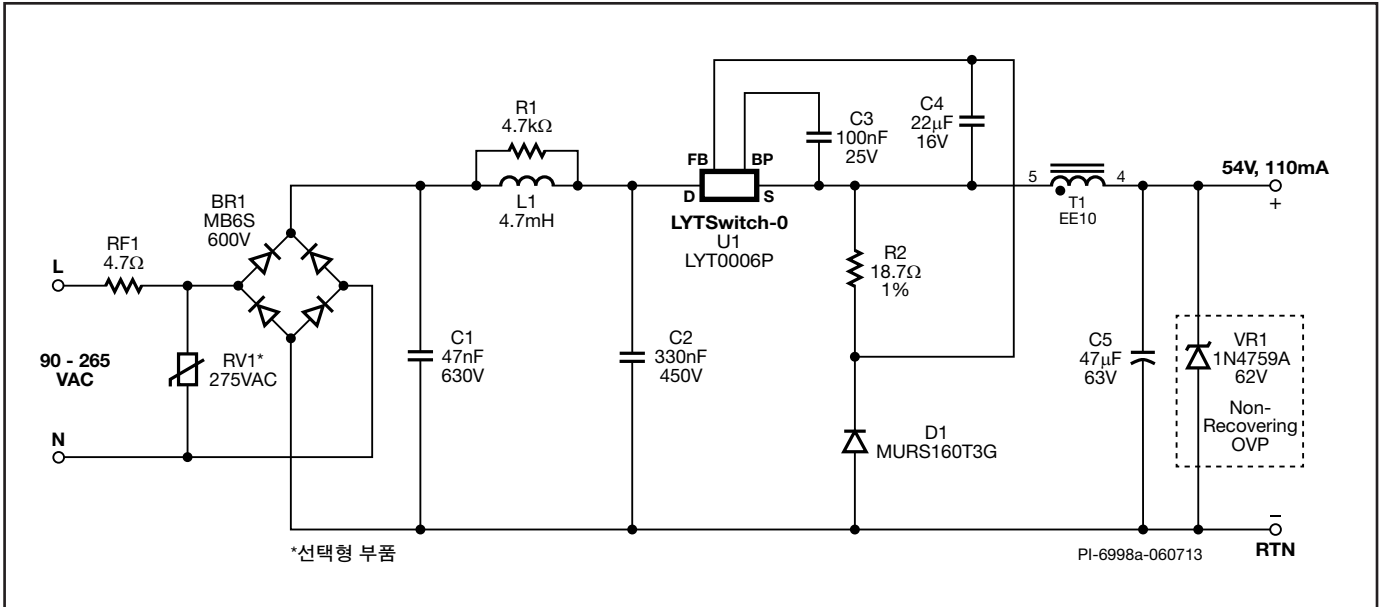 R1
4.7kΩ
C3
100nF
25V
C4
22μF
16V
FB
BP
D
S
5
4
54V, 110mA
+
BR1
MB6S
600V
L1
4.7mH
LYTSwitch-0
U1
LYT0006P
T1
EE10
RF1
4.7Ω
L
R2
18.7Ω
1%
90 - 265
VAC
RV1*
275VAC
C1
47nF
630V
C2
330nF
450V
C5
47μF
63V
VR1
1N4759A
62V
Non-
Recovering
OVP
N
D1
MURS160T3G
*선택형 부품
PI-6998a-060713
–
RTN